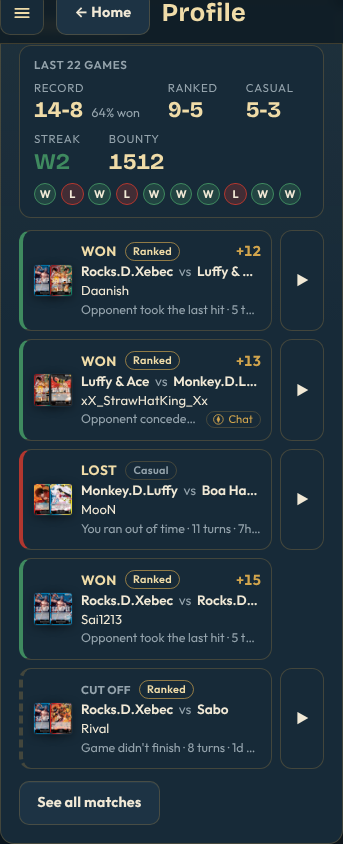 ← Home
Profile
LAST 22 GAMES
RECORD
RANKED
CASUAL
14-8 64% won
9-5
5-3
STREAK
BOUNTY
W2
1512
W L W L W W W L W W
WON Ranked +12
Rocks.D.Xebec vs Luffy & ...
Daanish
Opponent took the last hit · 5 t...
WON Ranked +13
Luffy & Ace vs Monkey.D.L...
xX_StrawHatKing_Xx
Opponent concede... Chat
LOST Casual
Monkey.D.Luffy vs Boa Ha...
MooN
You ran out of time · 11 turns · 7h...
WON Ranked +15
Rocks.D.Xebec vs Rocks.D...
Sai1213
Opponent took the last hit · 5 t...
CUT OFF Ranked
Rocks.D.Xebec vs Sabo
Rival
Game didn't finish · 8 turns · 1d ...
See all matches